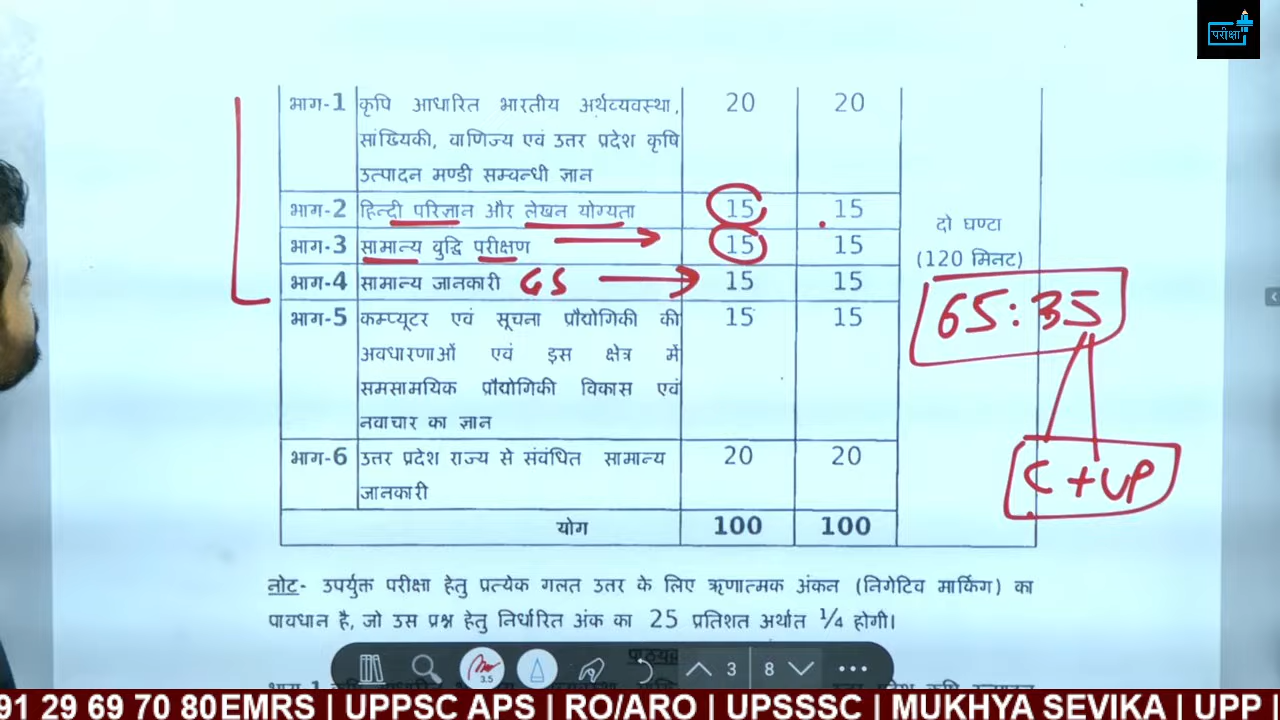 परीक्षा
भाग-1 कृषि आधारित भारतीय अर्थव्यवस्था, 20 20
सांख्यिकी, वाणिज्य एवं उत्तर प्रदेश कृषि
उत्पादन मण्डी सम्बन्धी ज्ञान
भाग-2 हिन्दी परिज्ञान और लेखन योग्यता 15 15
दो घण्टा
भाग-3 सामान्य वुद्धि परीक्षण 15 15
(120 मिनट)
भाग-4 सामान्य जानकारी GS 15 15
65:35
भाग-5 कम्प्यूटर एवं सूचना प्रौद्योगिकी की 15 15
अवधारणाओं एवं इस क्षेत्र में
समसामयिक प्रौद्योगिकी विकास एवं
नवाचार का ज्ञान
भाग-6 उत्तर प्रदेश राज्य से संवंधित सामान्य 20 20
जानकारी
C + UP
योग 100 100
नोट- उपर्युक्त परीक्षा हेतु प्रत्येक गलत उत्तर के लिए ऋणात्मक अंकन (निगेटिव मार्किंग) का
पावधान है, जो उस प्रश्न हेतु निर्धारित अंक का 25 प्रतिशत अर्थात ¼ होगी।
3.5 3 8
91 29 69 70 80 EMRS | UPPSC APS | RO/ARO | UPSSSC | MUKHYA SEVIKA | UPP |